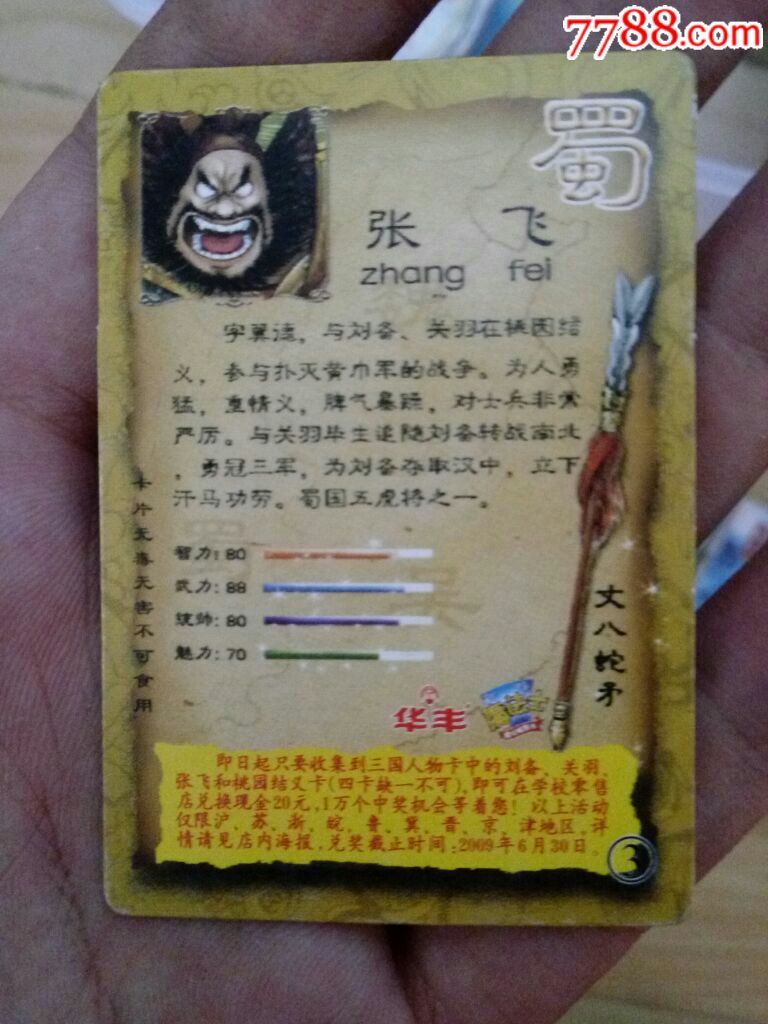 7788.com
蜀
张 飞
zhang fei
字翼德，与刘备、关羽在桃园结
义，参与扑灭黄巾军的战争。为人勇
猛，重情义，脾气暴躁，对士兵非常
严厉。与关羽毕生追随刘备转战南北
，勇冠三军，为刘备夺取汉中，立下
汗马功劳。蜀国五虎将之一。
卡片无毒无害不可食用
智力：80
武力：88
统帅：80
魅力：70
丈八蛇矛
华丰
即日起只要收集到三国人物卡中的刘备、关羽、
张飞和桃园结义卡(四卡缺一不可)，即可在学校零售
店兑换现金20元，1万个中奖机会等着您！以上活动
仅限沪、苏、浙、皖、鲁、冀、晋、京、津地区，详
情请见店内海报，兑奖截止时间：2009年6月30日。
3